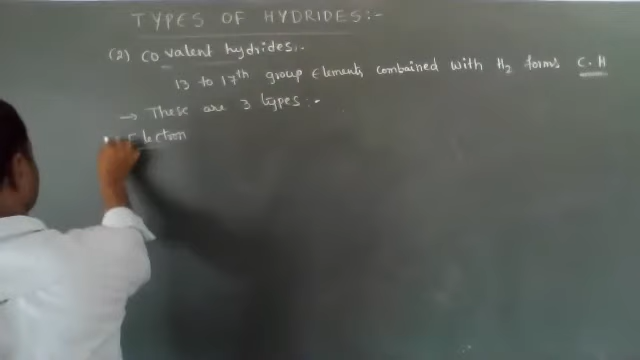 TYPES OF HYDRIDES:-
(2) Covalent hydrides:-
13 to 17th group Elements combained with H2 forms C.H
→ These are 3 types:-
Electron